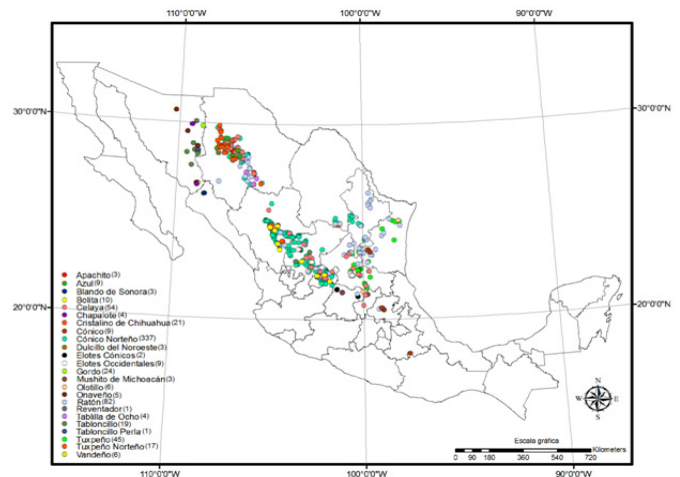 110°0'0"W 100°0'0"W 90°0'0"W
30°0'0"N 30°0'0"N
20°0'0"N 20°0'0"N
Apachito(3)
Azul(9)
Blando de Sonora(3)
Bolita(10)
Celaya(54)
Chapalote(4)
Cristalino de Chihuahua(21)
Cónico(9)
Cónico Norteño(337)
Dulcillo del Noroeste(3)
Elotes Cónicos(2)
Elotes Occidentales(9)
Gordo(24)
Mushito de Michoacán(3)
Olotillo(6)
Onaveño(5)
Ratón(82)
Reventador(1)
Tablilla de Ocho(4)
Tabloncillo(19)
Tabloncillo Perla(1)
Tuxpeño(45)
Tuxpeño Norteño(17)
Vandeño(6)
N
W E
S
Escala gráfica
Kilometers
0 90 180 360 540 720
110°0'0"W 100°0'0"W 90°0'0"W